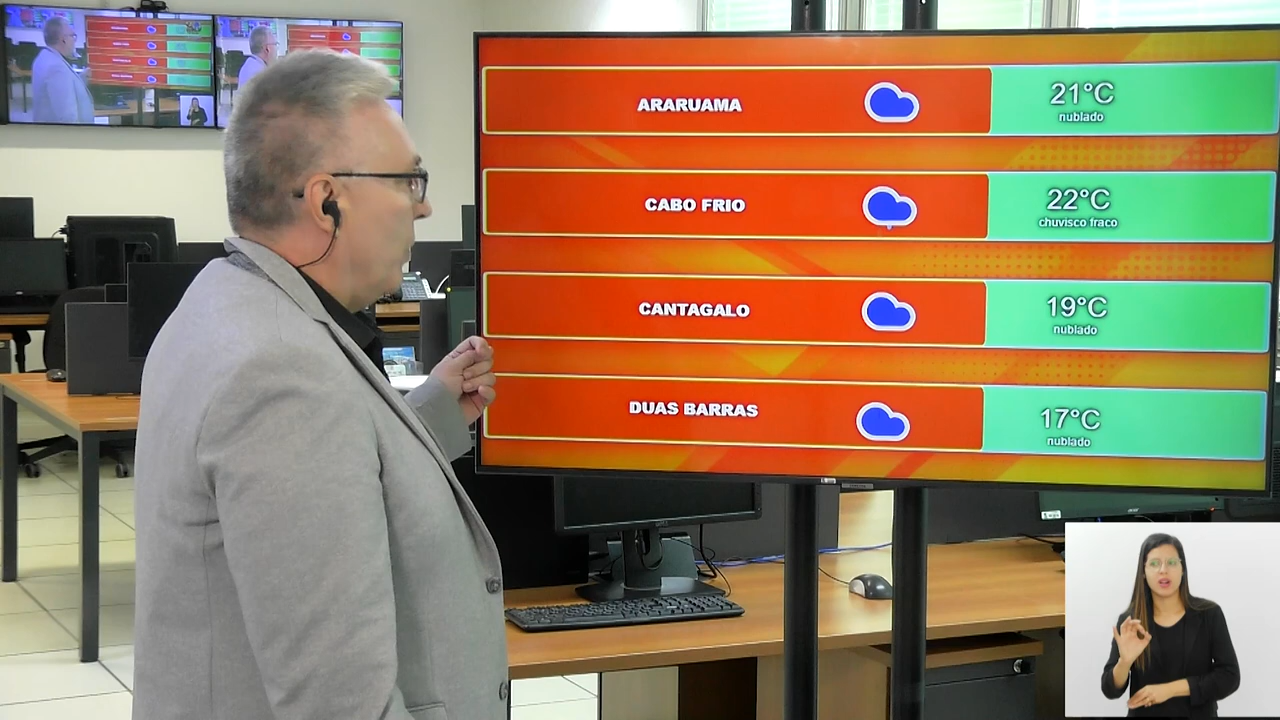 ARARUAMA
21°C
nublado
CABO FRIO
22°C
chuvisco fraco
CANTAGALO
19°C
nublado
DUAS BARRAS
17°C
nublado